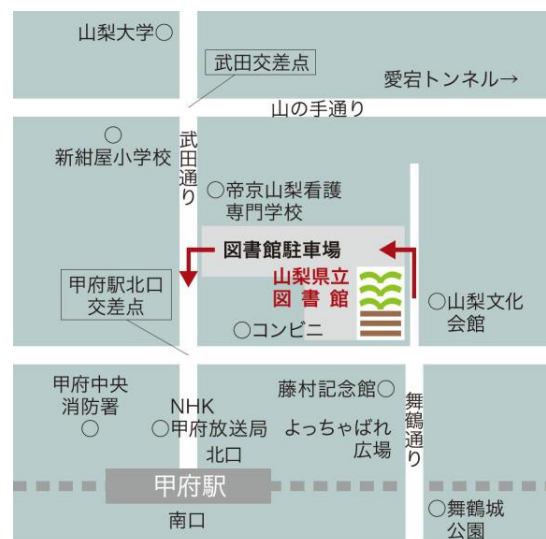 山梨大学○
武田交差点
愛宕トンネル→
山の手通り
○
新紺屋小学校
武田通り
○帝京山梨看護
専門学校
図書館駐車場
山梨県立
図書館
甲府駅北口
交差点
○コンビニ
○山梨文化
会館
甲府中央
消防署
○
NHK
○甲府放送局
北口
藤村記念館○
よっちゃばれ
広場
舞鶴通り
甲府駅
南口
○舞鶴城
公園